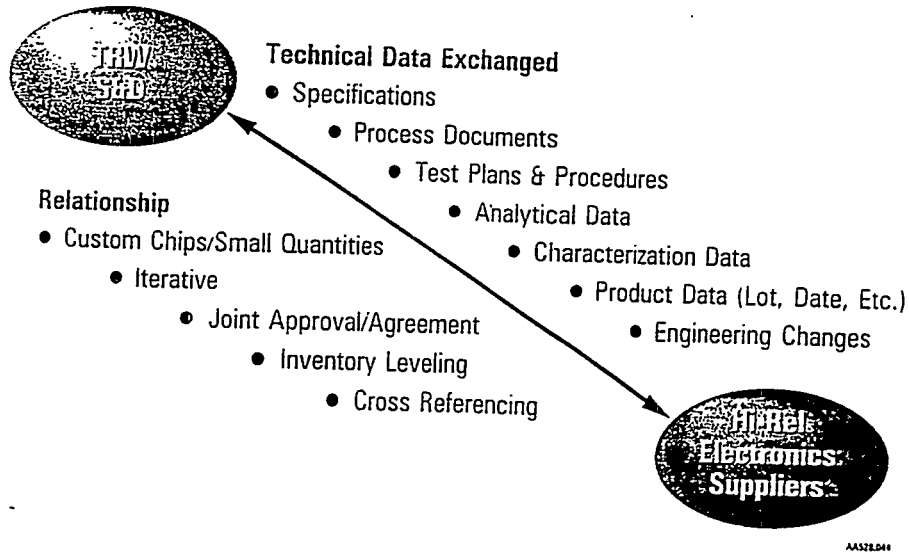 TRW
S&D
Technical Data Exchanged
• Specifications
• Process Documents
• Test Plans & Procedures
• Analytical Data
• Characterization Data
• Product Data (Lot, Date, Etc.)
• Engineering Changes
Relationship
• Custom Chips/Small Quantities
• Iterative
• Joint Approval/Agreement
• Inventory Leveling
• Cross Referencing
Hi-Rel
Electronics
Suppliers
AA528.044